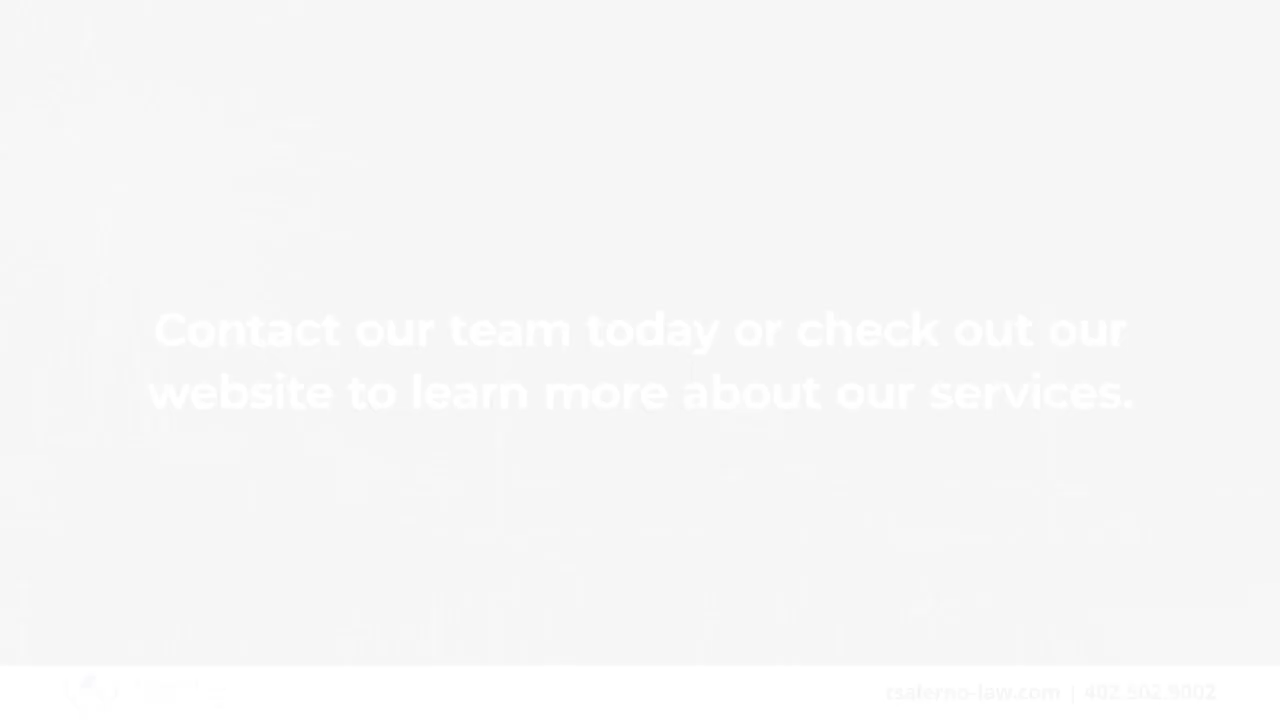 Contact our team today or check out our
website to learn more about our services.
tsalerno-law.com | 402.502.9002